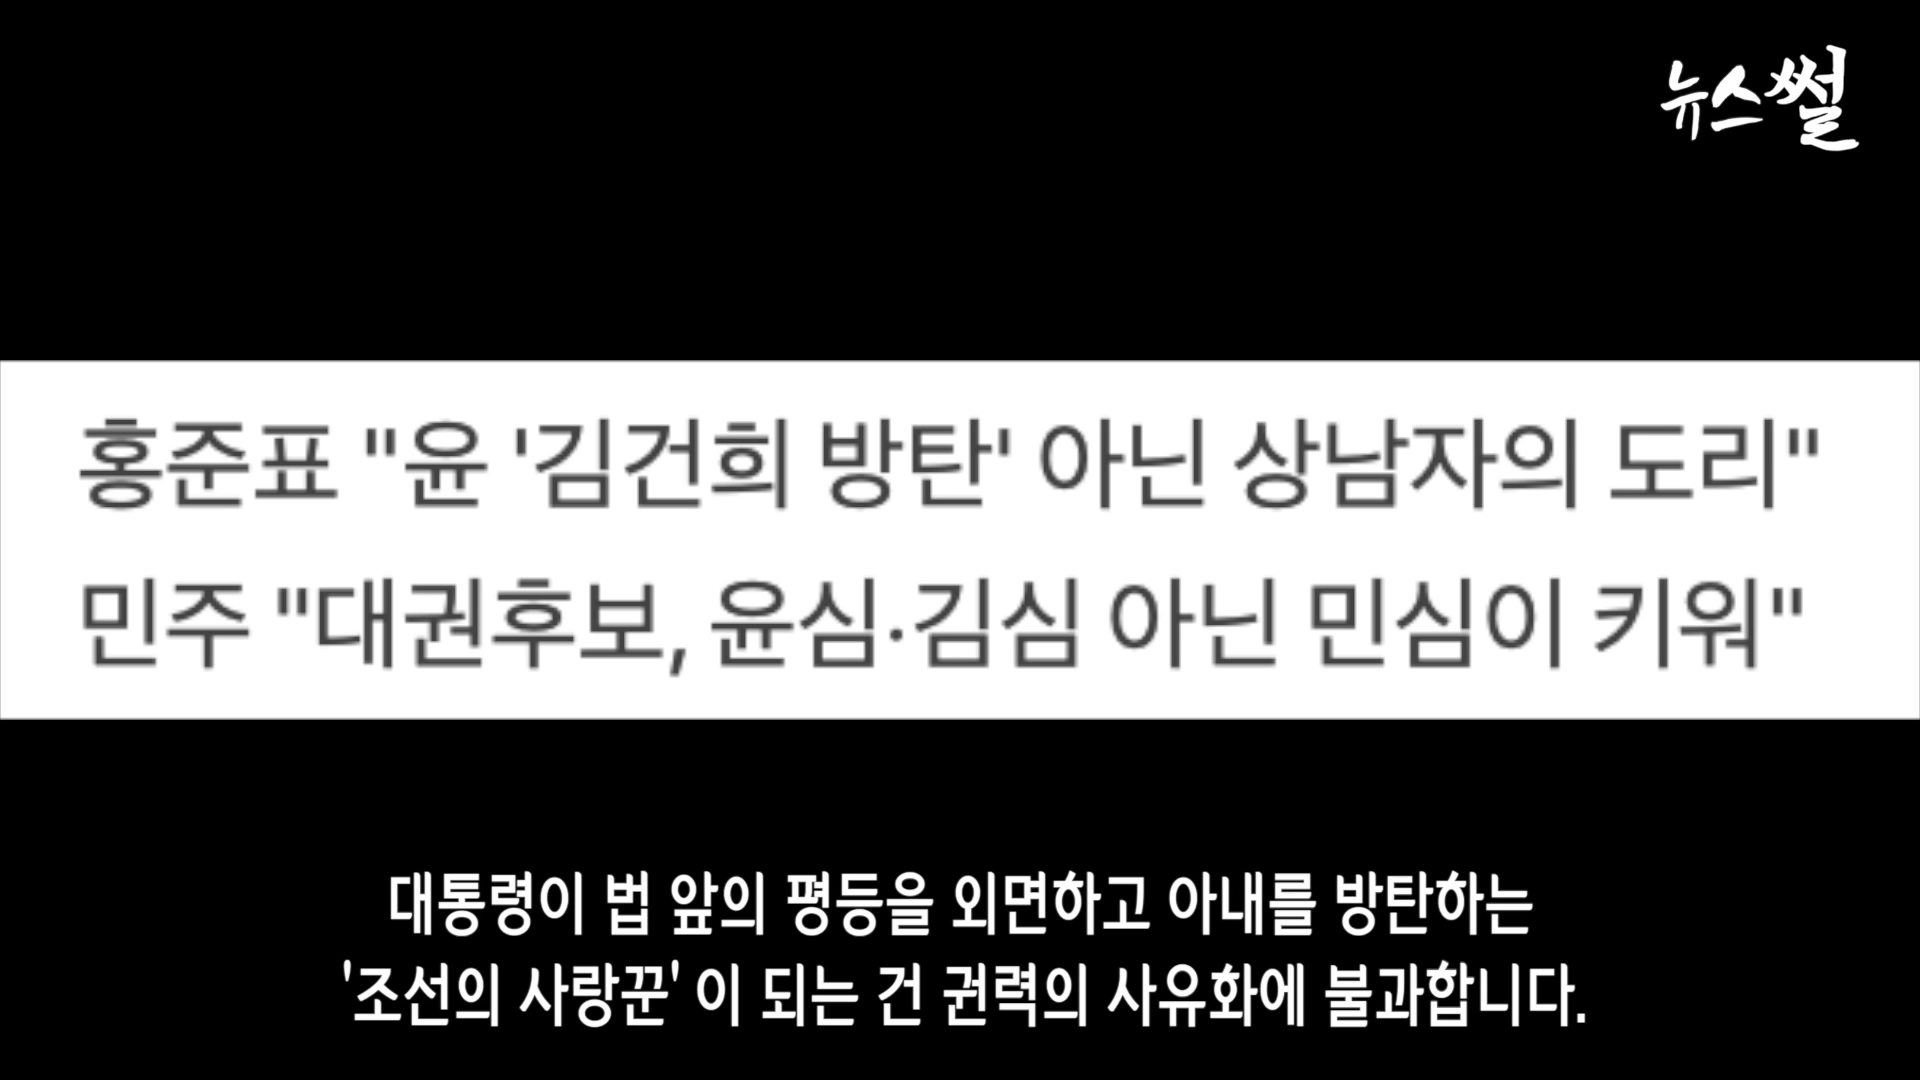 뉴스썰
홍준표 "윤 '김건희 방탄' 아닌 상남자의 도리"
민주 "대권후보, 윤심·김심 아닌 민심이 키워"
대통령이 법 앞의 평등을 외면하고 아내를 방탄하는
'조선의 사랑꾼' 이 되는 건 권력의 사유화에 불과합니다.